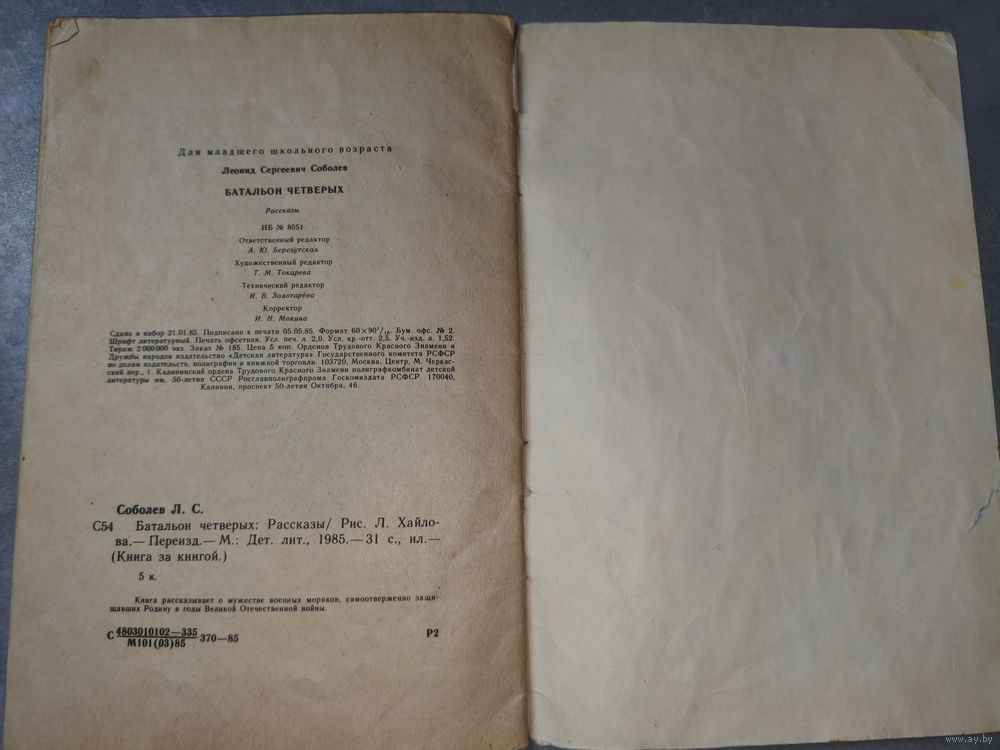 Для младшего школьного возраста
Леонид Сергеевич Соболев
БАТАЛЬОН ЧЕТВЕРЫХ
Рассказы
ИБ № 8051
Ответственный редактор
А. Ю. Березутская
Художественный редактор
Т. М. Токарева
Технический редактор
И. В. Золотарёва
Корректор
И. Н. Мокина
Сдано в набор 21.01.85. Подписано к печати 05.05.85. Формат 60×90¹/₁₆. Бум. офс. № 2.
Шрифт литературный. Печать офсетная. Усл. печ. л. 2,0. Усл. кр.-отт. 2,5. Уч.-изд. л. 1,52.
Тираж 2 000 000 экз. Заказ № 185. Цена 5 коп. Орденов Трудового Красного Знамени и
Дружбы народов издательство «Детская литература» Государственного комитета РСФСР
по делам издательств, полиграфии и книжной торговли. 103720, Москва, Центр, М. Черкас-
ский пер., 1. Калининский ордена Трудового Красного Знамени полиграфкомбинат детской
литературы им. 50-летия СССР Росглавполиграфпрома Госкомиздата РСФСР. 170040,
Калинин, проспект 50-летия Октября, 46.
Соболев Л. С.
С54 Батальон четверых: Рассказы/ Рис. Л. Хайло-
ва.— Переизд.— М.: Дет. лит., 1985.— 31 с., ил.—
(Книга за книгой.)
5 к.
Книга рассказывает о мужестве военных моряков, самоотверженно защи-
щавших Родину в годы Великой Отечественной войны.
С 4803010102—335 370—85 Р2
М101(03)85
www.ay.by